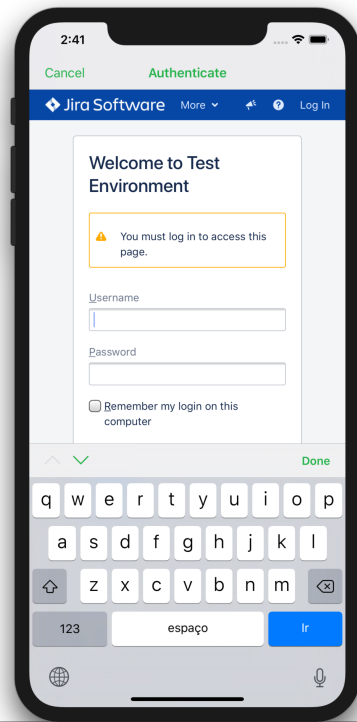 2:41
Cancel Authenticate
Jira Software More Log In
Welcome to Test
Environment
You must log in to access this
page.
Username
Password
Remember my login on this
computer
Done
q w e r t y u i o p
a s d f g h j k l
z x c v b n m
123 espaço Ir